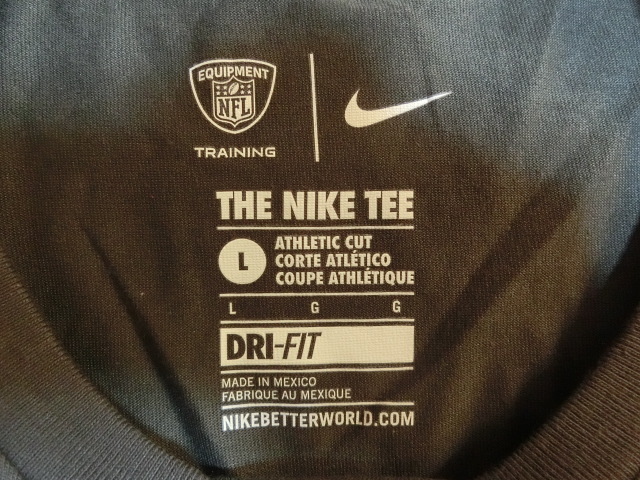 EQUIPMENT
NFL
TRAINING
THE NIKE TEE
L
ATHLETIC CUT
CORTE ATLÉTICO
COUPE ATHLÉTIQUE
L G G
DRI-FIT
MADE IN MEXICO
FABRIQUE AU MEXIQUE
NIKEBETTERWORLD.COM